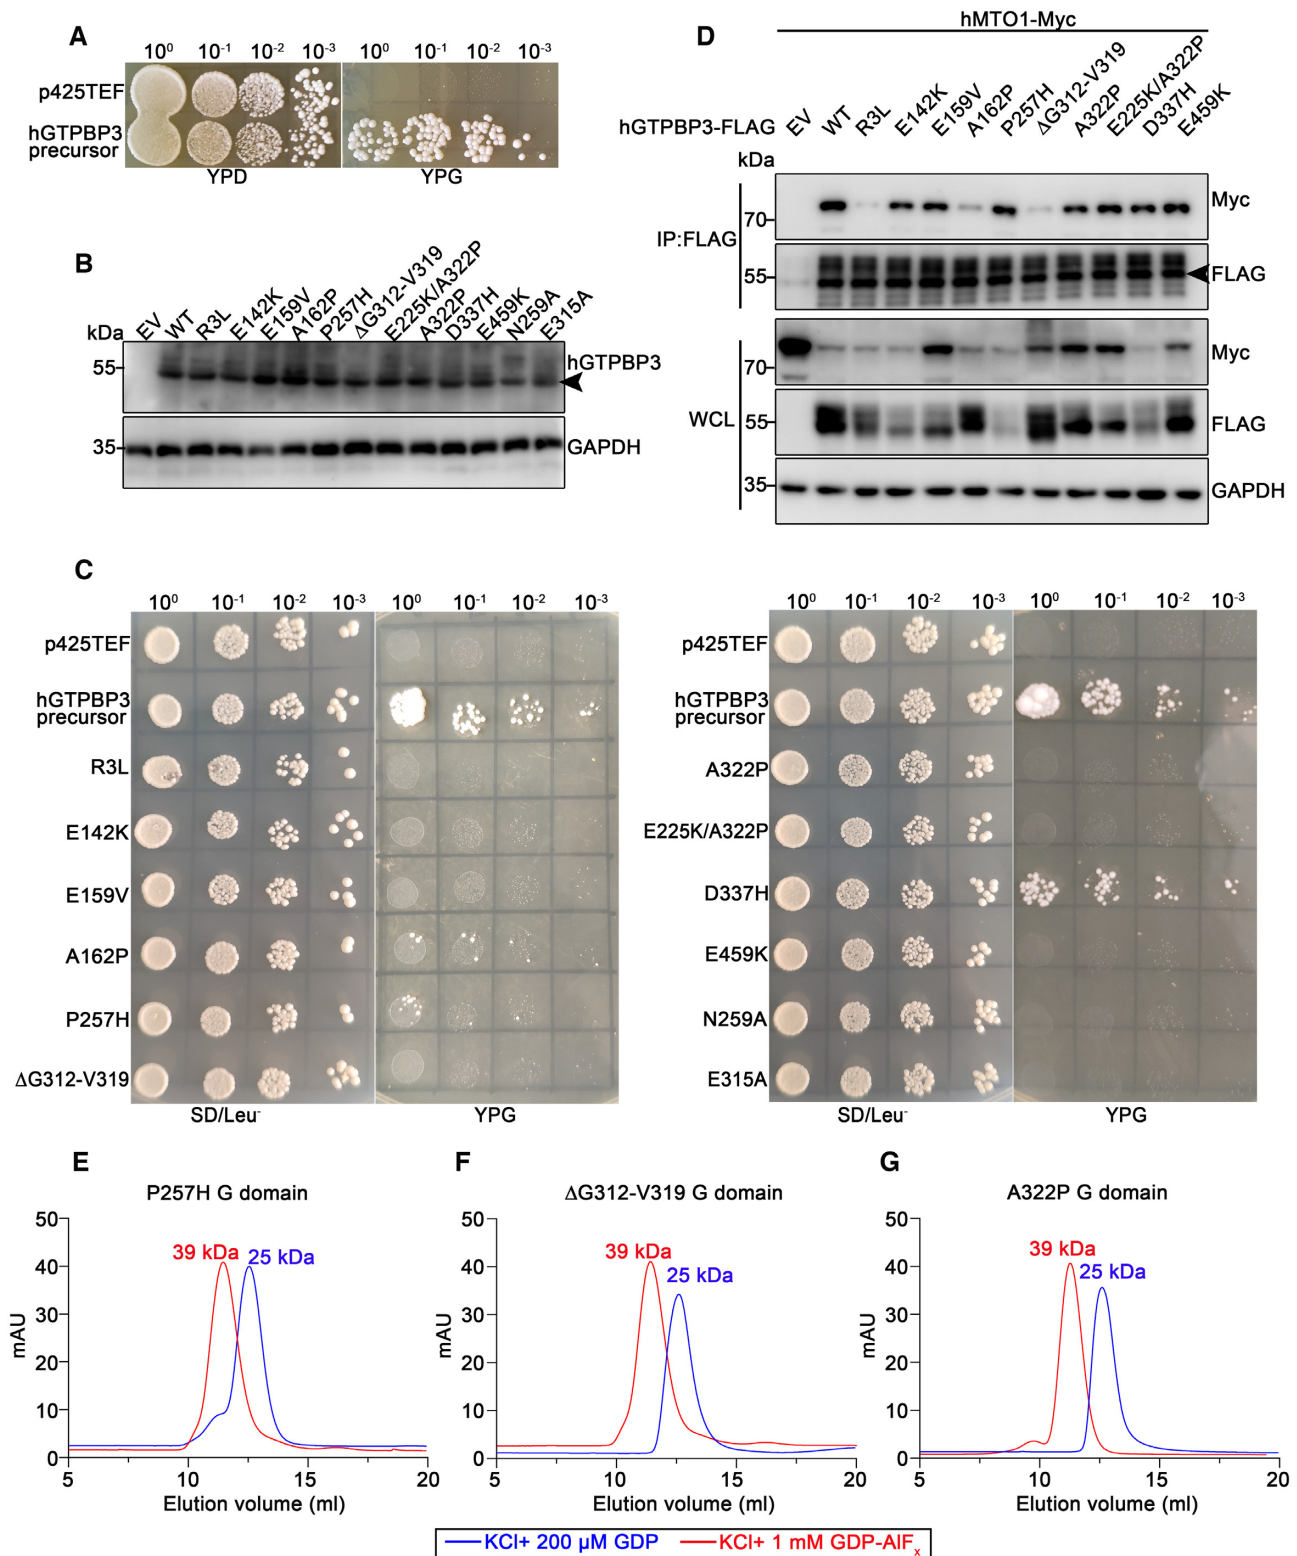 A
10⁰ 10⁻¹ 10⁻² 10⁻³ 10⁰ 10⁻¹ 10⁻² 10⁻³
p425TEF
hGTPBP3
precursor
YPD YPG
B
kDa EV WT R3L E142K E159V A162P P257H ΔG312-V319 E225K/A322P A322P D337H E459K N259A E315A
55 hGTPBP3
35 GAPDH
D
hMTO1-Myc
hGTPBP3-FLAG EV WT R3L E142K E159V A162P P257H ΔG312-V319 A322P E225K/A322P D337H E459K
kDa
IP:FLAG
70 Myc
55 FLAG
WCL
70 Myc
55 FLAG
35 GAPDH
C
10⁰ 10⁻¹ 10⁻² 10⁻³ 10⁰ 10⁻¹ 10⁻² 10⁻³
p425TEF
hGTPBP3
precursor
R3L
E142K
E159V
A162P
P257H
ΔG312-V319
SD/Leu⁻ YPG
10⁰ 10⁻¹ 10⁻² 10⁻³ 10⁰ 10⁻¹ 10⁻² 10⁻³
p425TEF
hGTPBP3
precursor
A322P
E225K/A322P
D337H
E459K
N259A
E315A
SD/Leu⁻ YPG
E
P257H G domain
39 kDa 25 kDa
mAU
50
40
30
20
10
0
5 10 15 20
Elution volume (ml)
F
ΔG312-V319 G domain
39 kDa
25 kDa
mAU
50
40
30
20
10
0
5 10 15 20
Elution volume (ml)
G
A322P G domain
39 kDa
25 kDa
mAU
50
40
30
20
10
0
5 10 15 20
Elution volume (ml)
KCl+ 200 µM GDP KCl+ 1 mM GDP-AlFₓ